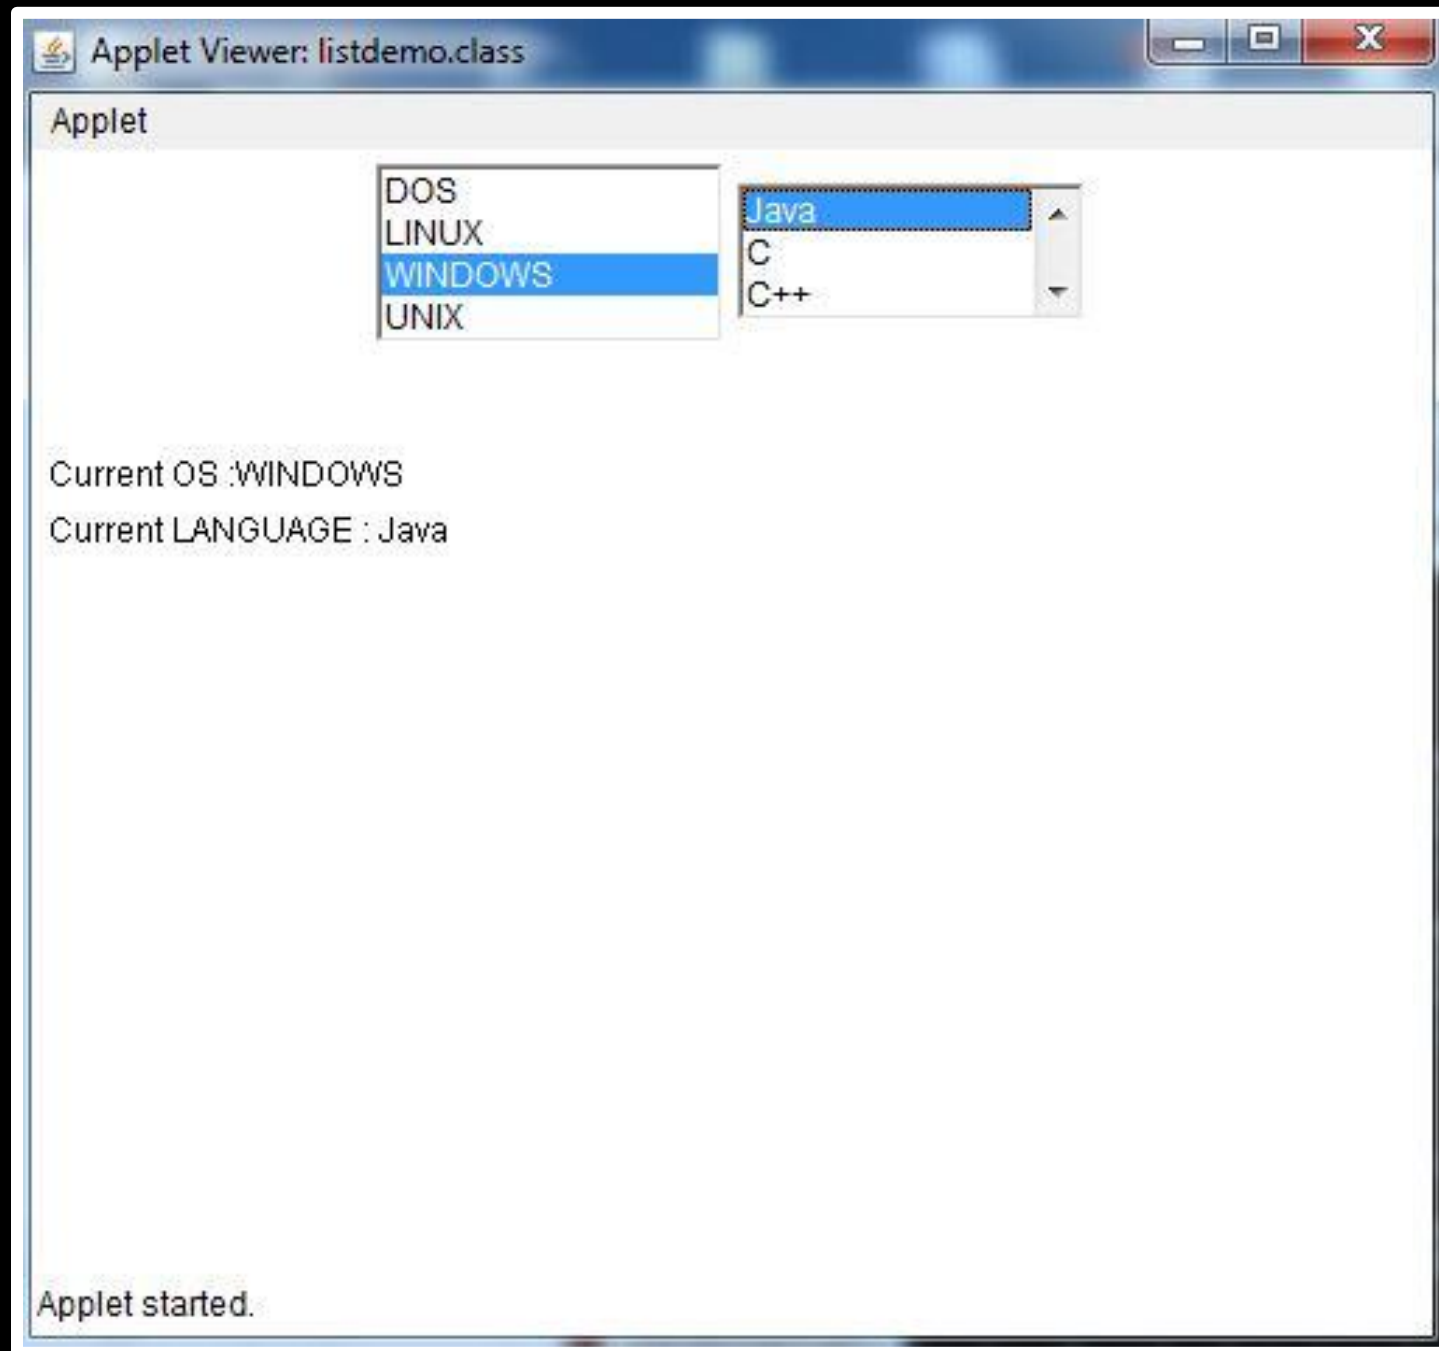 Applet Viewer: listdemo.class
Applet
DOS
LINUX
WINDOWS
UNIX
Java
C
C++
Current OS :WINDOWS
Current LANGUAGE : Java
Applet started.